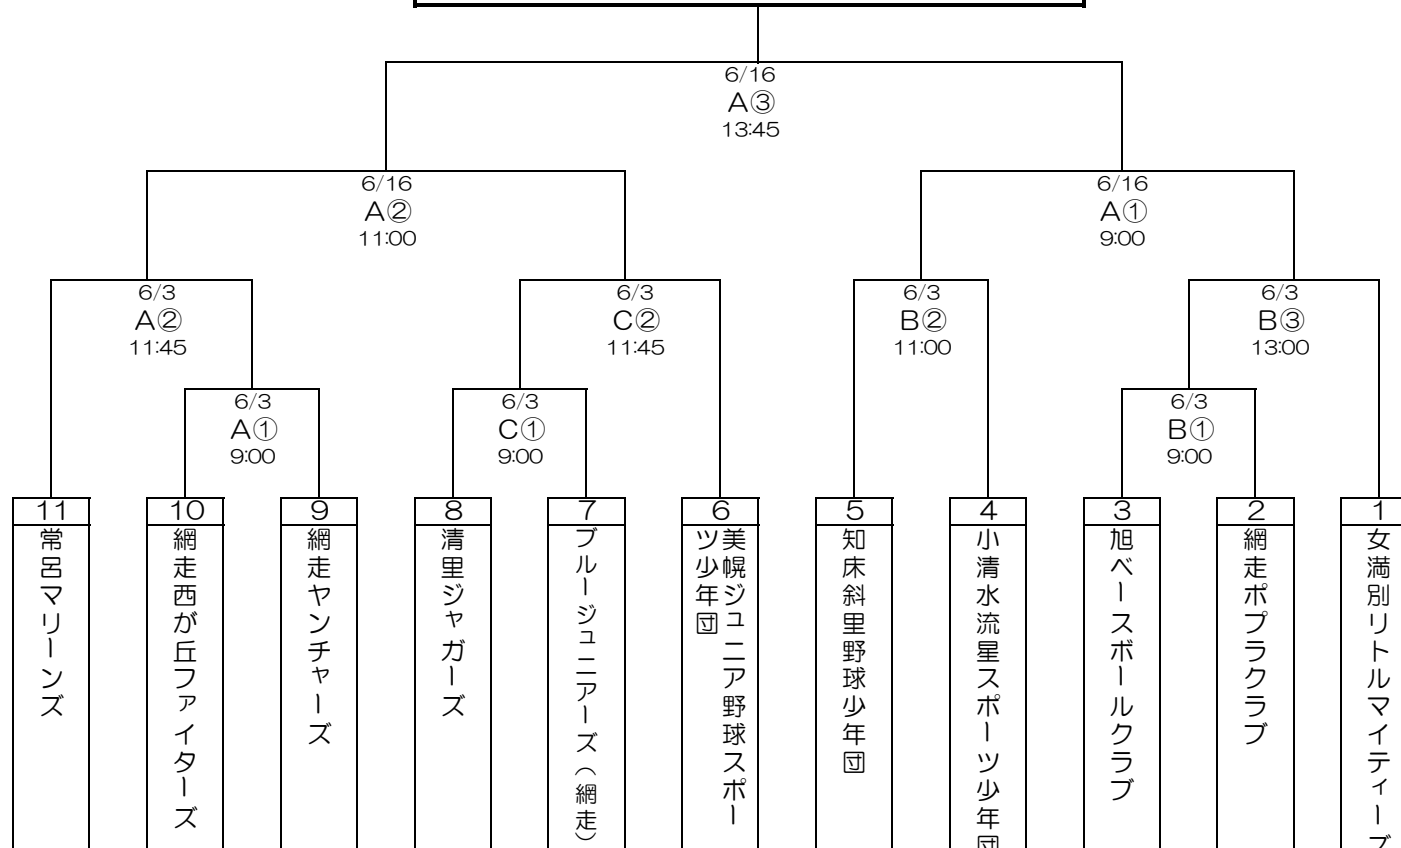 6/16
A③
13:45
6/16
A②
11:00
6/16
A①
9:00
6/3
A②
11:45
6/3
C②
11:45
6/3
B②
11:00
6/3
B③
13:00
6/3
A①
9:00
6/3
C①
9:00
6/3
B①
9:00
11
常呂マリーンズ
10
網走西が丘ファイターズ
9
網走ヤンチャーズ
8
清里ジャガーズ
7
ブルージュニアーズ（網走）
6
美幌ジュニア野球スポー
ツ少年団
5
知床斜里野球少年団
4
小清水流星スポーツ少年団
3
旭ベースボールクラブ
2
網走ポプラクラブ
1
女満別リトルマイティーズ